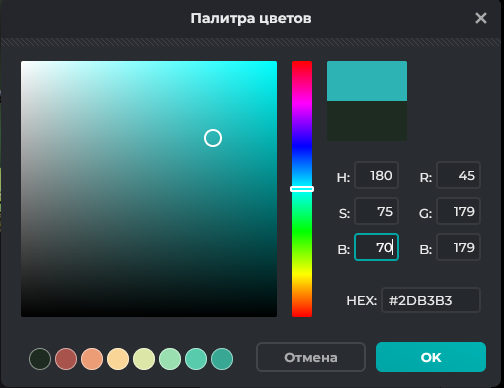 Палитра цветов
H: 180 R: 45
S: 75 G: 179
B: 70 B: 179
HEX: #2DB3B3
Отмена OK